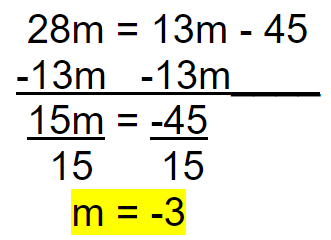 28m = 13m - 45
-13m -13m
15m = -45
15 15
m = -3